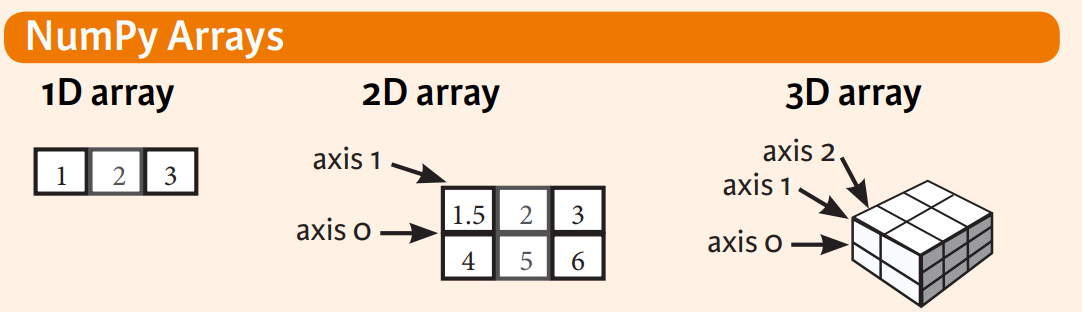 NumPy Arrays
1D array
2D array
3D array
1 2 3
axis 1
axis 0
1.5 2 3
4 5 6
axis 2
axis 1
axis 0